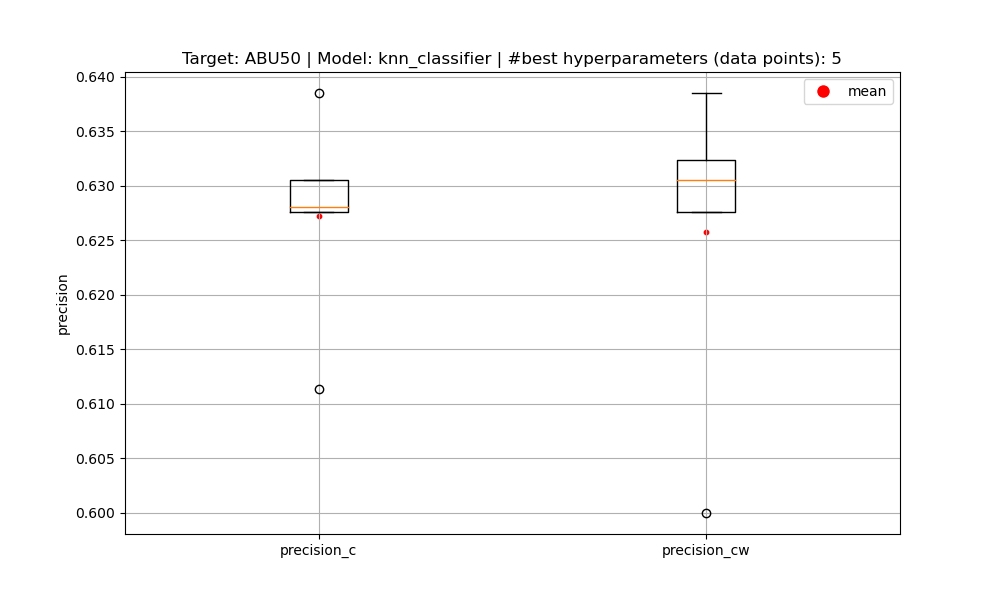 Target: ABU50 | Model: knn_classifier | #best hyperparameters (data points): 5
mean
0.640
0.635
0.630
0.625
0.620
0.615
0.610
0.605
0.600
precision
precision_c
precision_cw